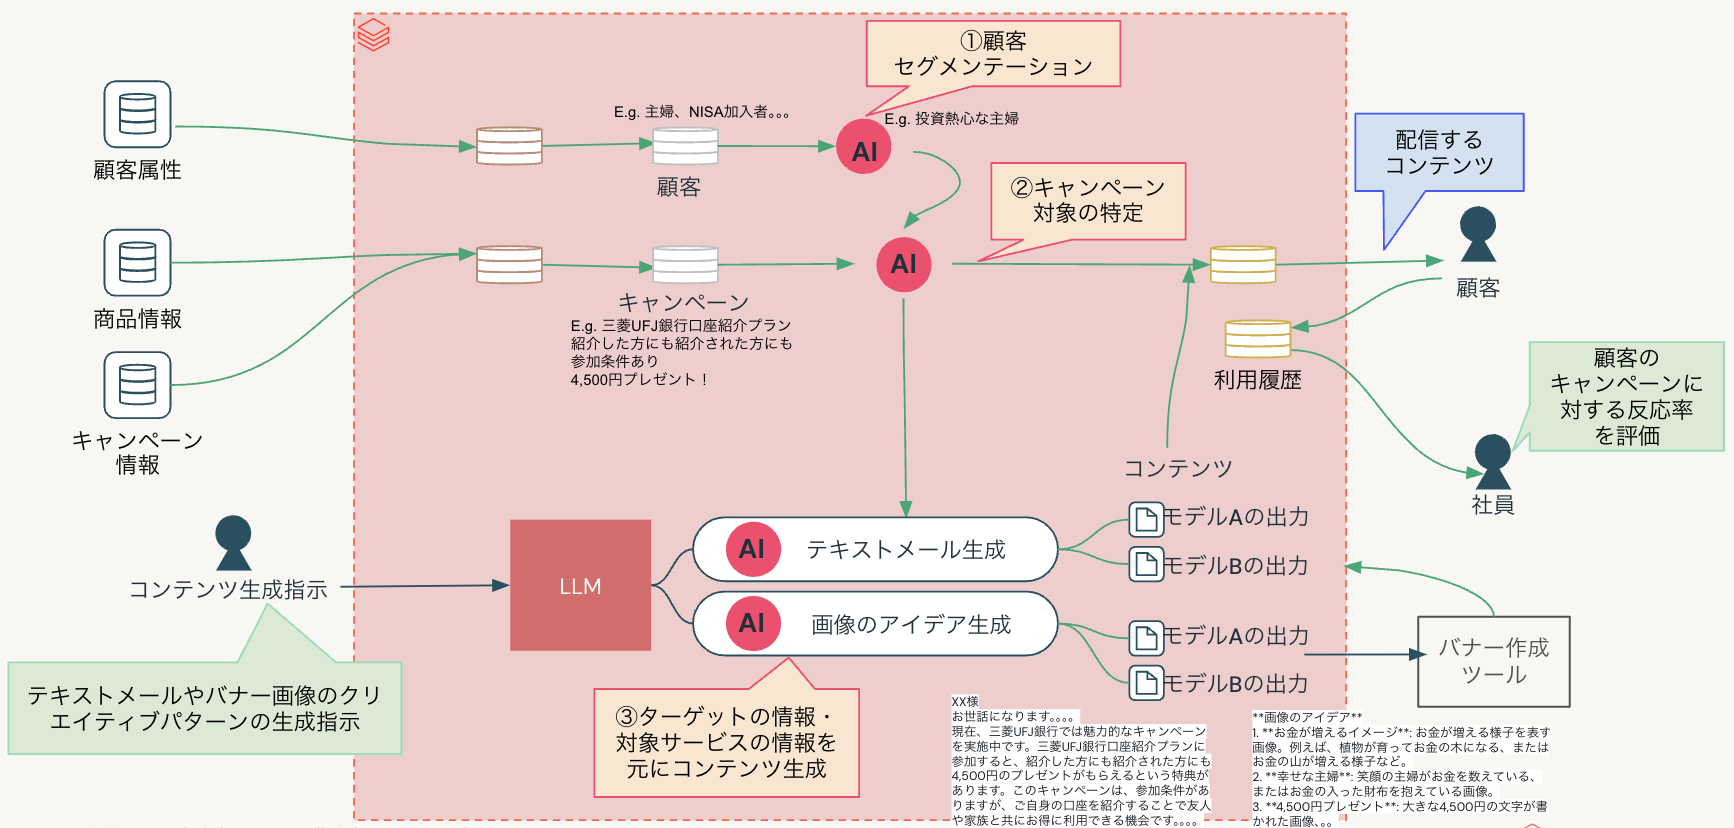 ①顧客
セグメンテーション
E.g. 主婦、NISA加入者。。。
E.g. 投資熱心な主婦
AI
顧客属性
顧客
②キャンペーン
対象の特定
配信する
コンテンツ
AI
商品情報
キャンペーン
E.g. 三菱UFJ銀行口座紹介プラン
紹介した方にも紹介された方にも
参加条件あり
4,500円プレゼント！
顧客
利用履歴
顧客の
キャンペーンに
対する反応率
を評価
キャンペーン
情報
コンテンツ
社員
コンテンツ生成指示
LLM
AI テキストメール生成
モデルAの出力
モデルBの出力
AI 画像のアイデア生成
モデルAの出力
モデルBの出力
バナー作成
ツール
テキストメールやバナー画像のクリ
エイティブパターンの生成指示
③ターゲットの情報・
対象サービスの情報を
元にコンテンツ生成
XX様
お世話になります。。。。
現在、三菱UFJ銀行では魅力的なキャンペーン
を実施中です。三菱UFJ銀行口座紹介プランに
参加すると、紹介した方にも紹介された方にも
4,500円のプレゼントがもらえるという特典が
あります。このキャンペーンは、参加条件があ
りますが、ご自身の口座を紹介することで友人
や家族と共にお得に利用できる機会です。。。。
**画像のアイデア**
1. **お金が増えるイメージ**: お金が増える様子を表す
画像。例えば、植物が育ってお金の木になる、または
お金の山が増える様子など。
2. **幸せな主婦**: 笑顔の主婦がお金を数えている、
またはお金の入った財布を抱えている画像。
3. **4,500円プレゼント**: 大きな4,500円の文字が書
かれた画像、。。